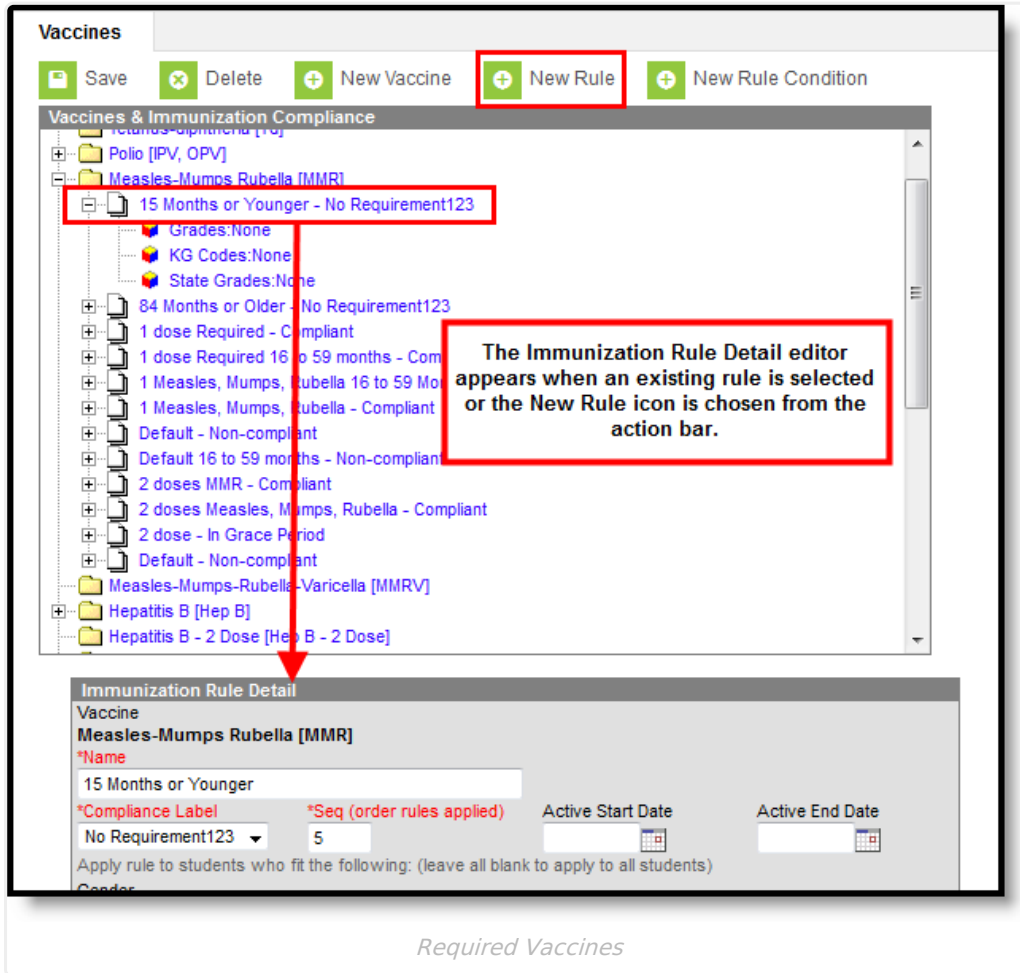 Vaccines
Save Delete New Vaccine New Rule New Rule Condition
Vaccines & Immunization Compliance
Tetanus-diphtheria [Td]
Polio [IPV, OPV]
Measles-Mumps Rubella [MMR]
15 Months or Younger - No Requirement123
Grades:None
KG Codes:None
State Grades:None
84 Months or Older - No Requirement123
1 dose Required - Compliant
1 dose Required 16 to 59 months - Com
1 Measles, Mumps, Rubella 16 to 59 Mo
1 Measles, Mumps, Rubella - Compliant
Default - Non-compliant
Default 16 to 59 months - Non-compliant
2 doses MMR - Compliant
2 doses Measles, Mumps, Rubella - Compliant
2 dose - In Grace Period
Default - Non-compliant
Measles-Mumps-Rubella-Varicella [MMRV]
Hepatitis B [Hep B]
Hepatitis B - 2 Dose [Hep B - 2 Dose]
The Immunization Rule Detail editor
appears when an existing rule is selected
or the New Rule icon is chosen from the
action bar.
Immunization Rule Detail
Vaccine
Measles-Mumps Rubella [MMR]
*Name
15 Months or Younger
*Compliance Label *Seq (order rules applied) Active Start Date Active End Date
No Requirement123 5
Apply rule to students who fit the following: (leave all blank to apply to all students)
Gender
Required Vaccines